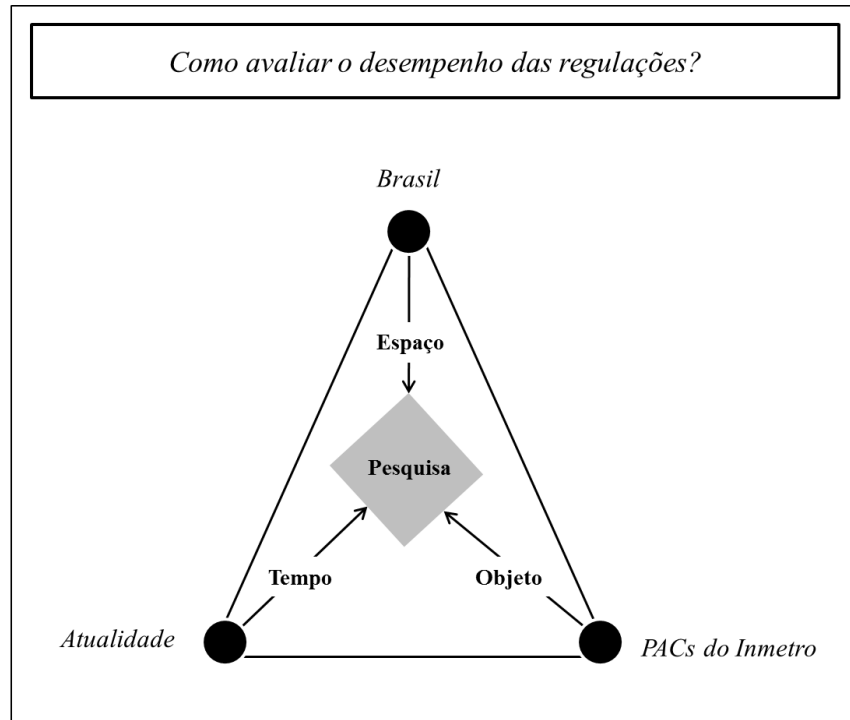 Como avaliar o desempenho das regulações?
Brasil
Espaço
Pesquisa
Tempo
Objeto
Atualidade
PACs do Inmetro